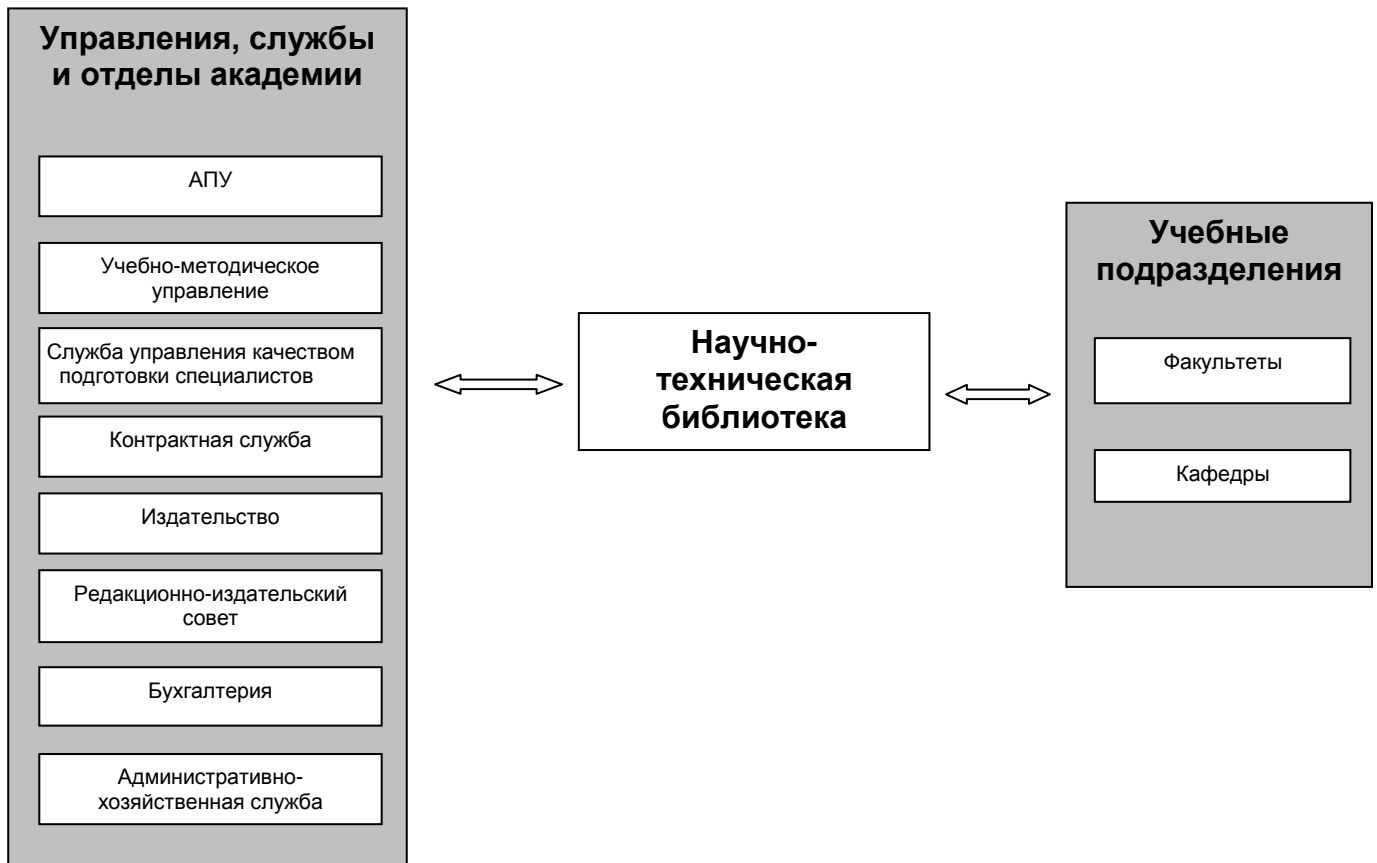 Управления, службы
и отделы академии
АПУ
Учебно-методическое
управление
Служба управления качеством
подготовки специалистов
Контрактная служба
Издательство
Редакционно-издательский
совет
Бухгалтерия
Административно-
хозяйственная служба
Научно-
техническая
библиотека
Учебные
подразделения
Факультеты
Кафедры